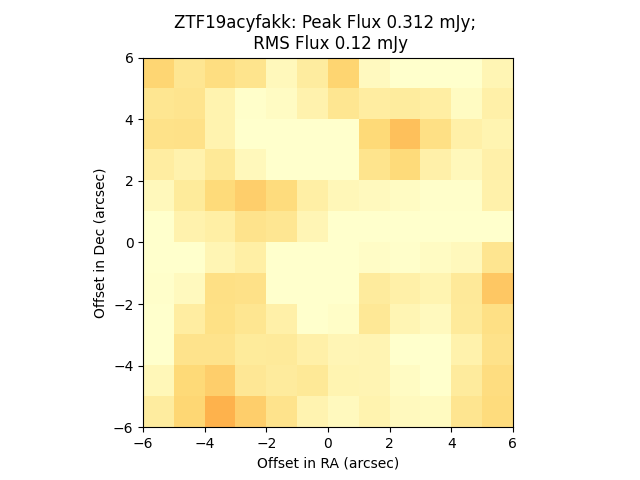 ZTF19acyfakk: Peak Flux 0.312 mJy;
RMS Flux 0.12 mJy
6
4
2
0
−2
−4
−6
Offset in Dec (arcsec)
−6 −4 −2 0 2 4 6
Offset in RA (arcsec)